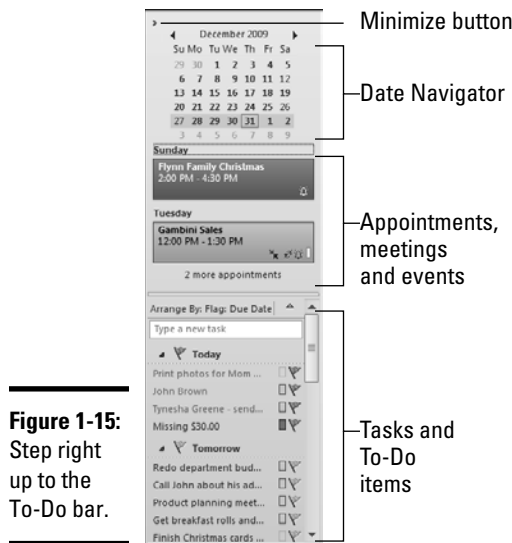 Minimize button
December 2009
Su Mo Tu We Th Fr Sa
29 30 1 2 3 4 5
6 7 8 9 10 11 12
13 14 15 16 17 18 19
20 21 22 23 24 25 26
27 28 29 30 31 1 2
3 4 5 6 7 8 9
Date Navigator
Sunday
Flynn Family Christmas
2:00 PM - 4:30 PM
Tuesday
Gambini Sales
12:00 PM - 1:30 PM
2 more appointments
Appointments,
meetings
and events
Arrange By: Flag: Due Date
Type a new task
Today
Print photos for Mom ...
John Brown
Tynesha Greene - send...
Missing $30.00
Tomorrow
Redo department bud...
Call John about his ad...
Product planning meet...
Get breakfast rolls and...
Finish Christmas cards ...
Tasks and
To-Do
items
Figure 1-15:
Step right
up to the
To-Do bar.